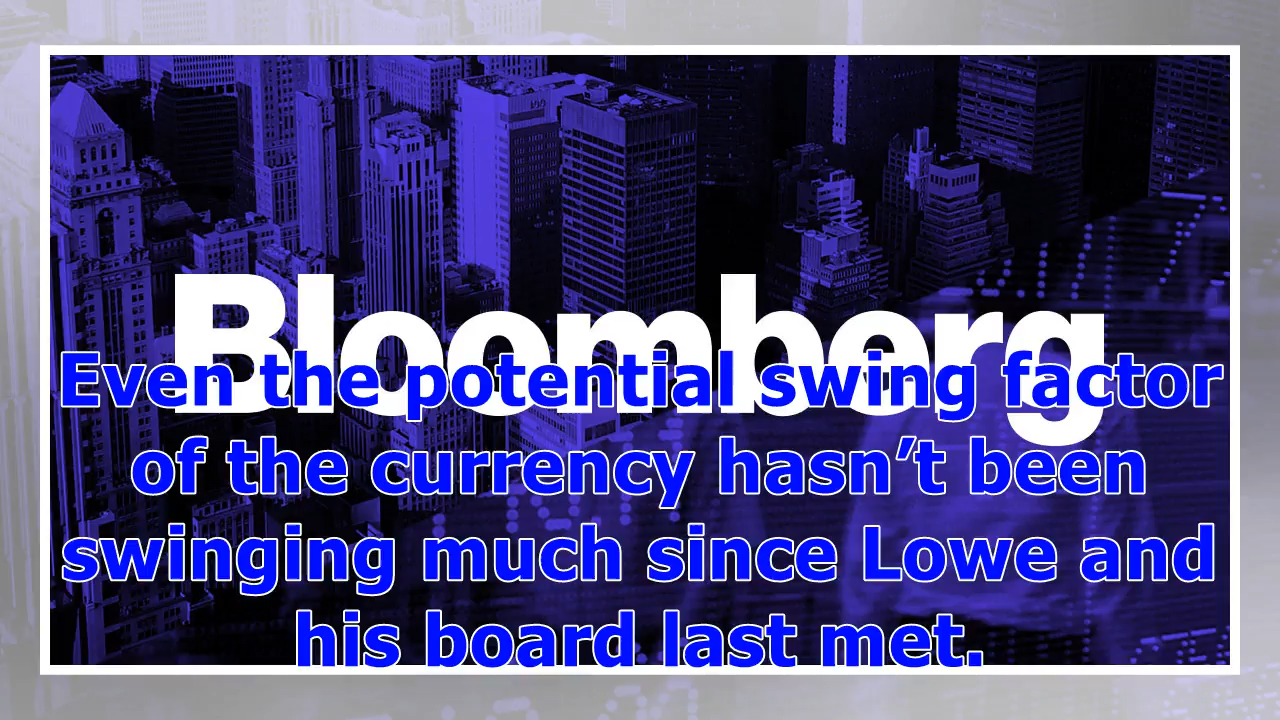 Bloomberg
Even the potential swing factor
of the currency hasn’t been
swinging much since Lowe and
his board last met.